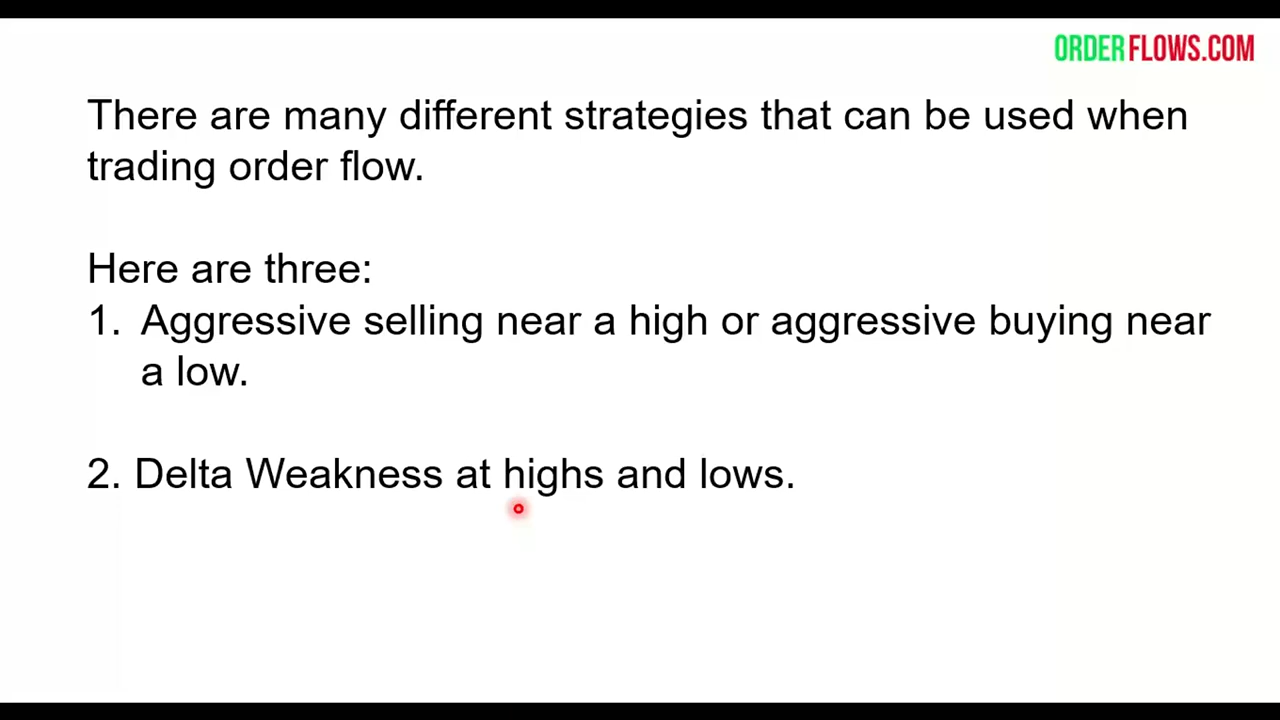 ORDERFLOWS.COM
There are many different strategies that can be used when
trading order flow.
Here are three:
1. Aggressive selling near a high or aggressive buying near
a low.
2. Delta Weakness at highs and lows.